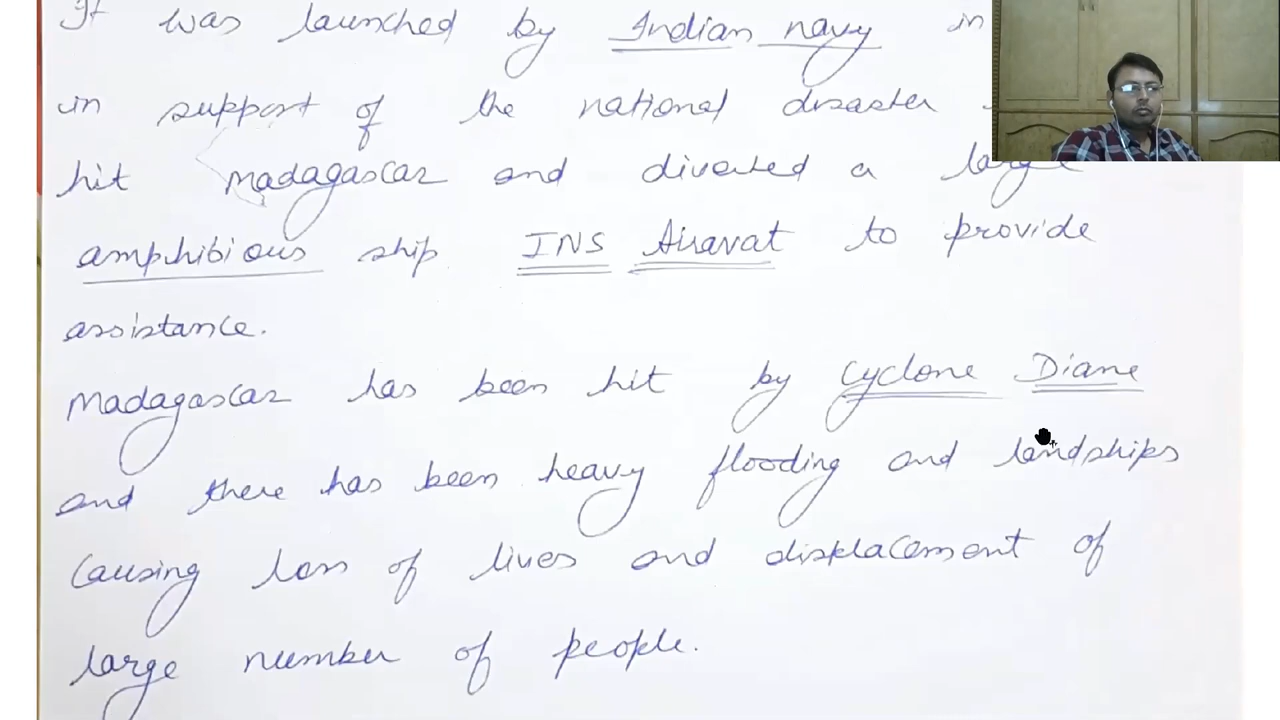 It was launched by Indian navy in
in support of the national disaster
hit Madagascar and diverted a large
amphibious ship INS Airavat to provide
assistance.
Madagascar has been hit by cyclone Diane
and there has been heavy flooding and landships
causing loss of lives and displacement of
large number of people.